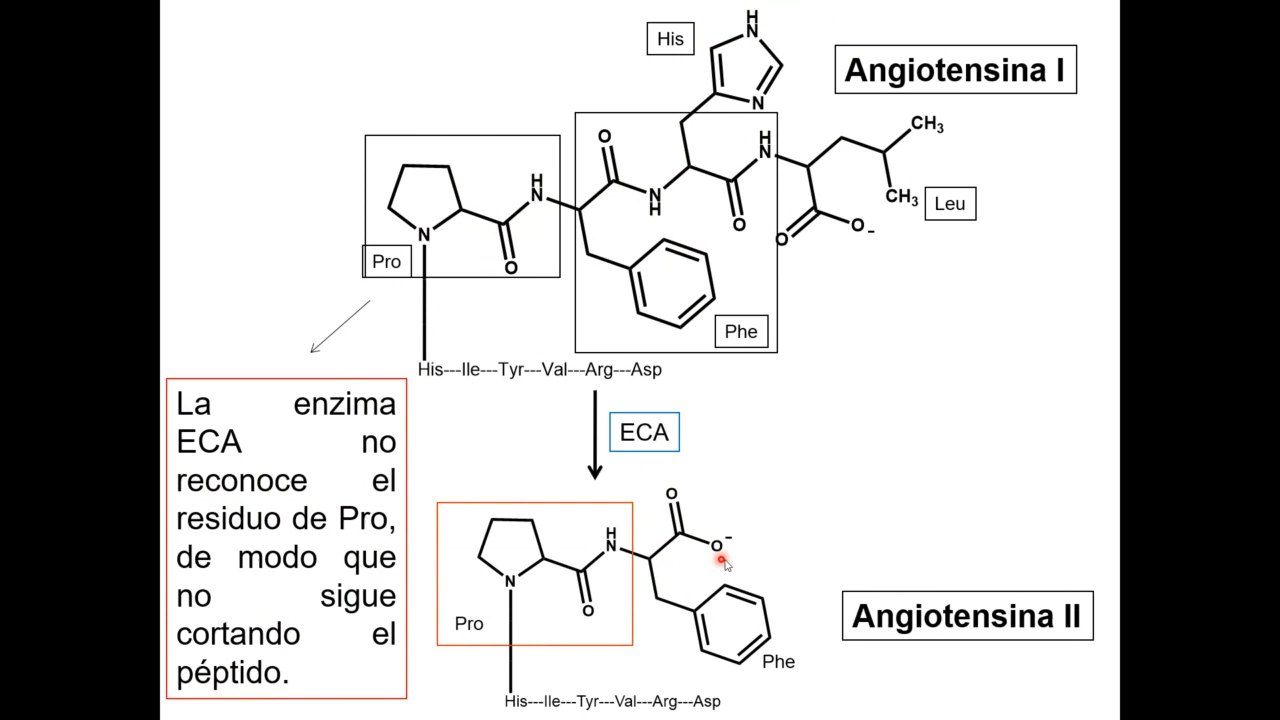 H
N
His
Angiotensina I
N
CH3
O
H
N
H
N
N
H
CH3
Leu
O
O
O-
N
O
Pro
Phe
His---Ile---Tyr---Val---Arg---Asp
La enzima
ECA no
reconoce el
residuo de Pro,
de modo que
no sigue
cortando el
péptido.
ECA
O
H
N
O-
N
O
Pro
Angiotensina II
Phe
His---Ile---Tyr---Val---Arg---Asp